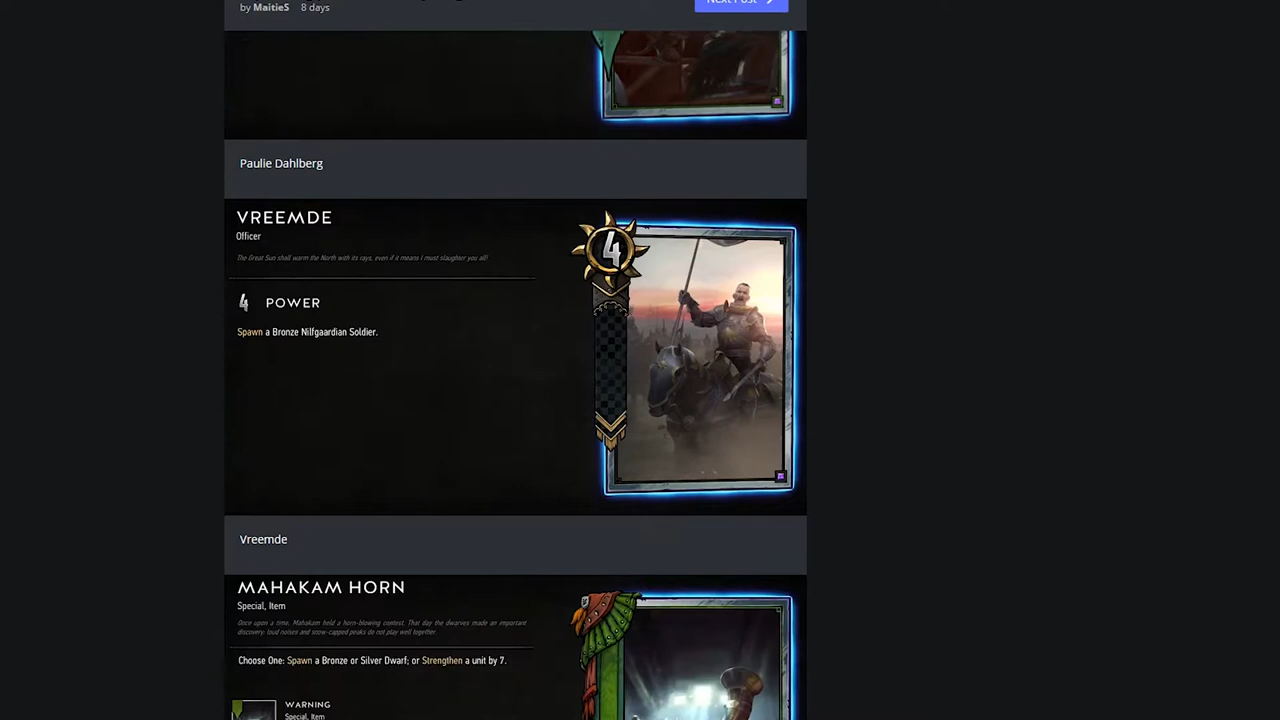 by MaitieS 8 days
Next Post
Paulie Dahlberg
VREEMDE
Officer
The Great Sun shall warm the North with its rays, even if it means I must slaughter you all!
4 POWER
Spawn a Bronze Nilfgaardian Soldier.
4
Vreemde
MAHAKAM HORN
Special, Item
Once upon a time, Mahakam held a horn-blowing contest. That day the dwarves made an important
discovery: loud noises and snow-capped peaks do not play well together.
Choose One: Spawn a Bronze or Silver Dwarf; or Strengthen a unit by 7.
WARNING
Special, Item